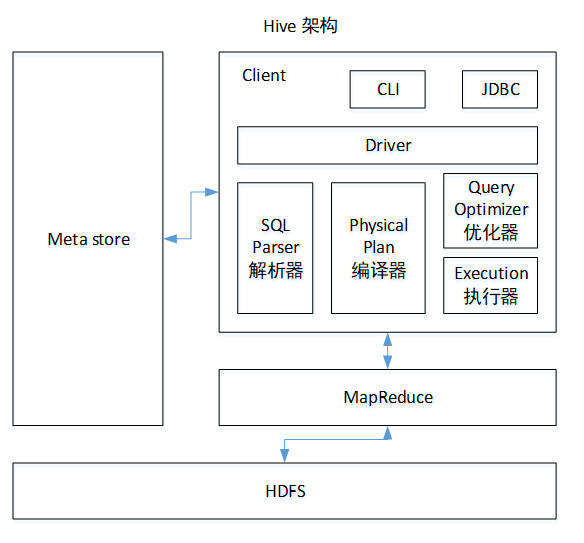 Hive 架构
Client
CLI
JDBC
Driver
Meta store
SQL
Parser
解析器
Physical
Plan
编译器
Query
Optimizer
优化器
Execution
执行器
MapReduce
HDFS